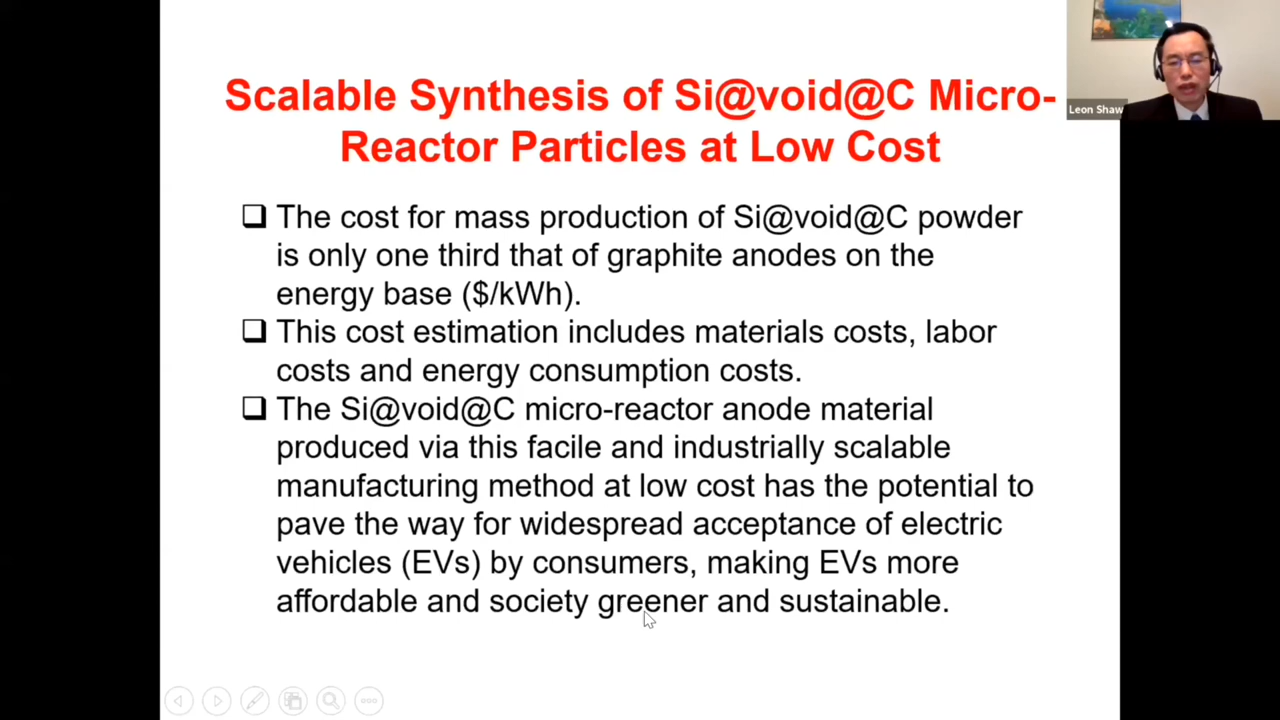 Scalable Synthesis of Si@void@C Micro-
Reactor Particles at Low Cost
The cost for mass production of Si@void@C powder
is only one third that of graphite anodes on the
energy base ($/kWh).
This cost estimation includes materials costs, labor
costs and energy consumption costs.
The Si@void@C micro-reactor anode material
produced via this facile and industrially scalable
manufacturing method at low cost has the potential to
pave the way for widespread acceptance of electric
vehicles (EVs) by consumers, making EVs more
affordable and society greener and sustainable.
Leon Shaw